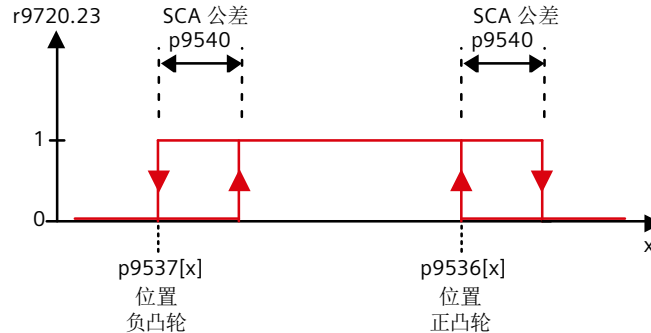 r9720.23
SCA 公差
p9540
SCA 公差
p9540
1
0
x
p9537[x]
位置
负凸轮
p9536[x]
位置
正凸轮